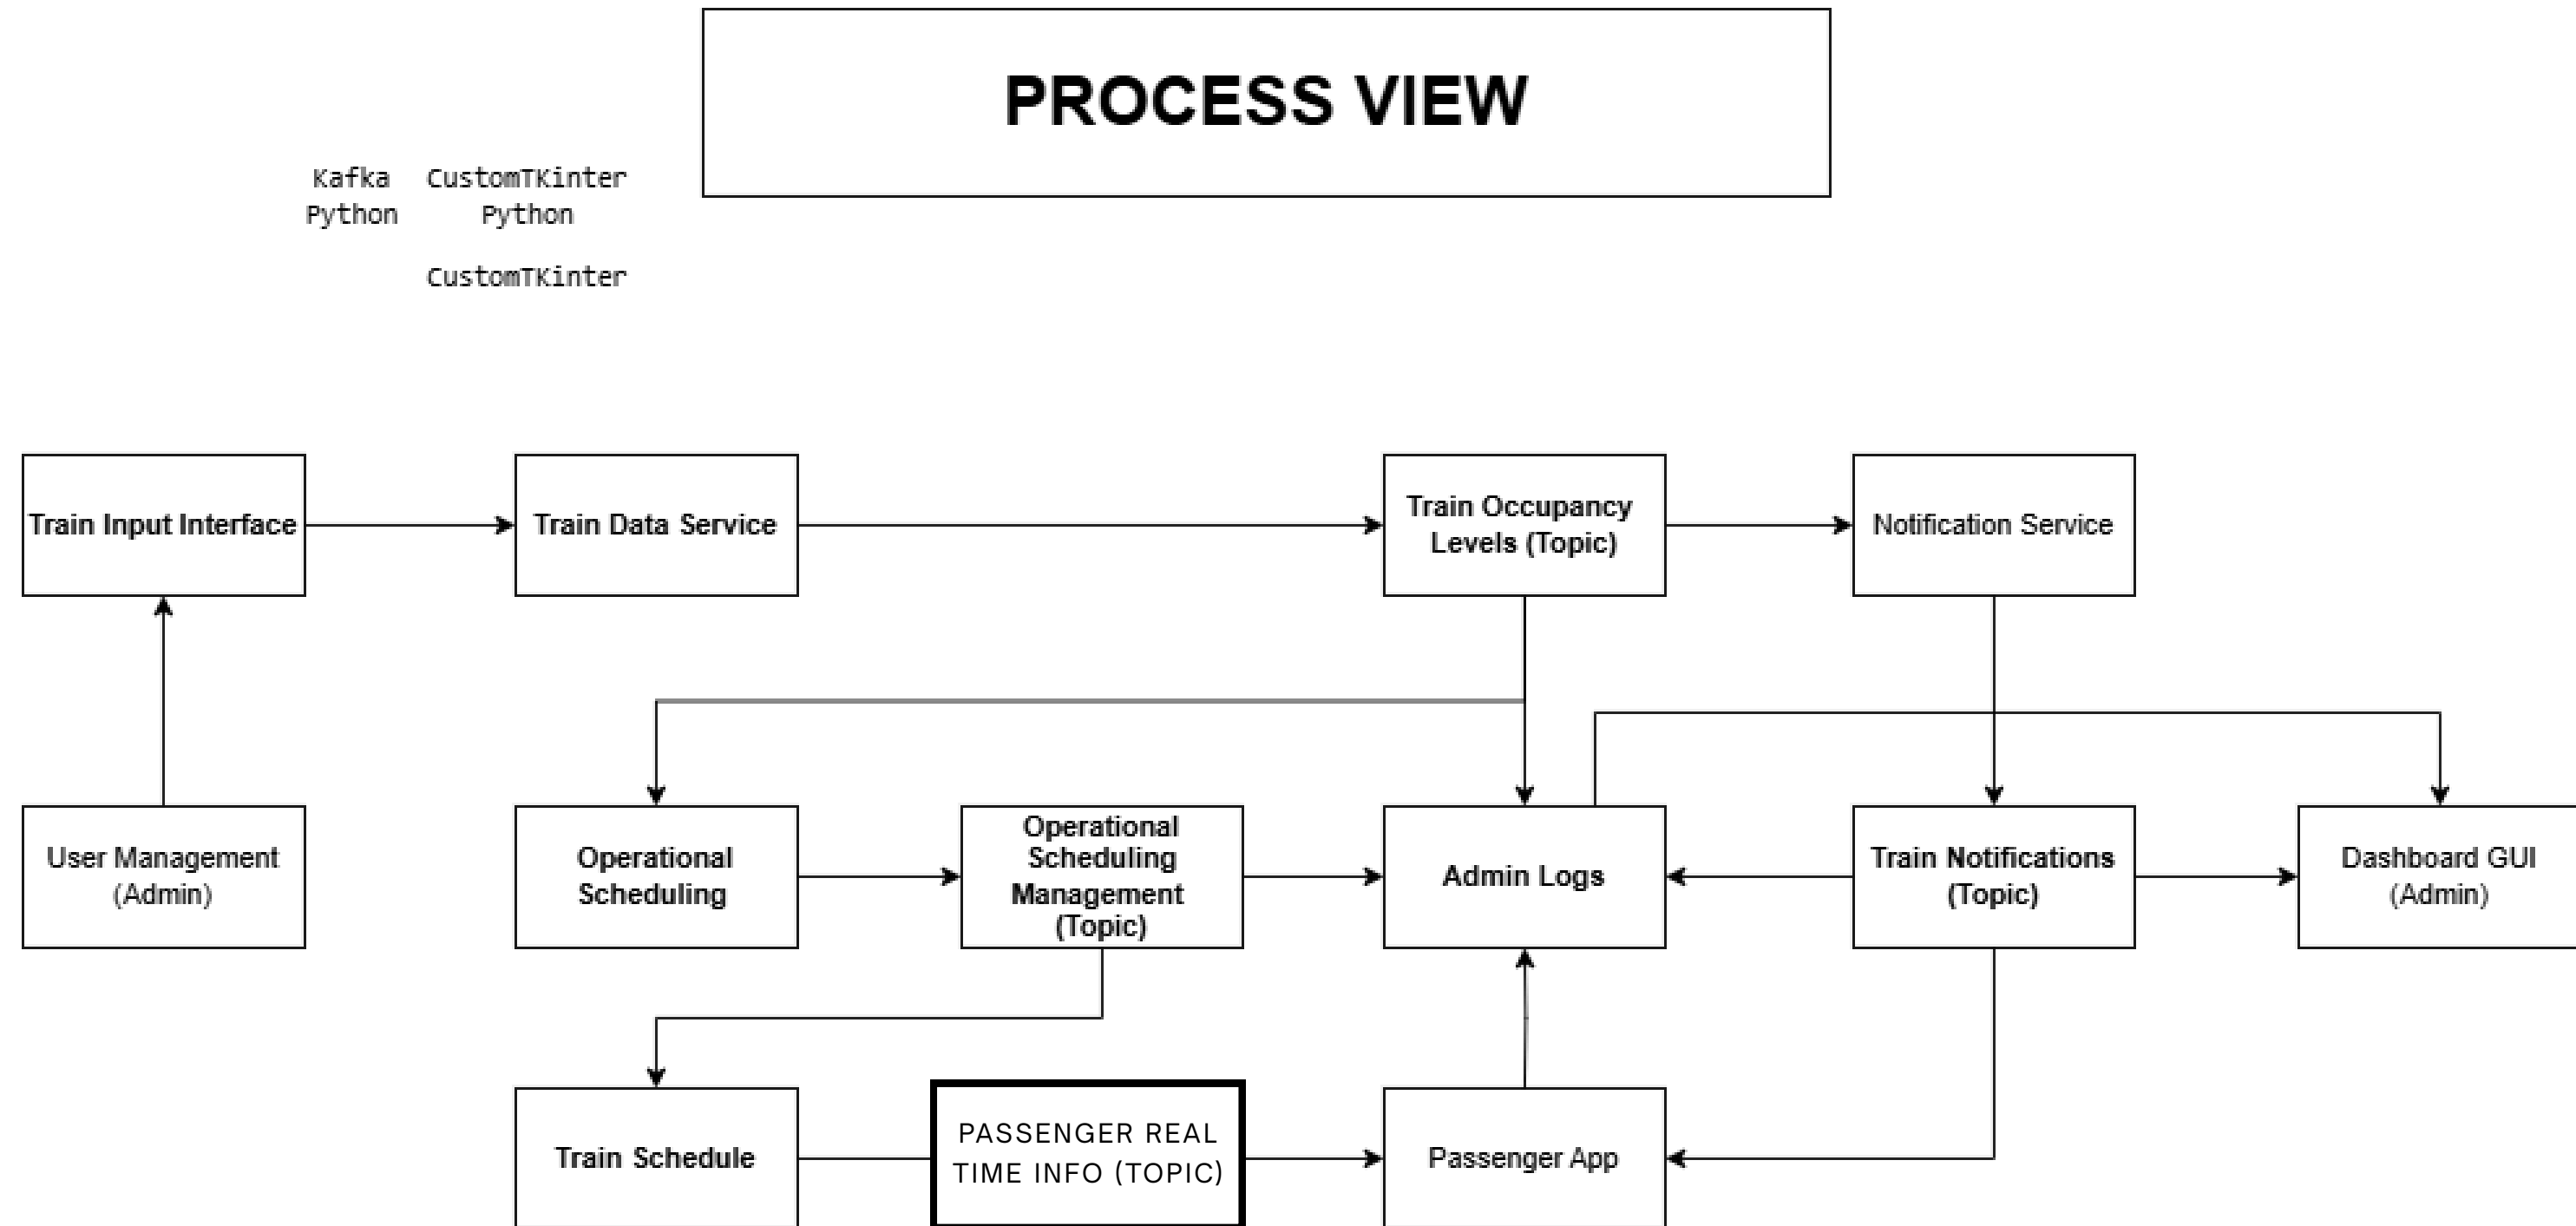 PROCESS VIEW
Kafka CustomTKinter
Python Python
CustomTKinter
Train Input Interface
Train Data Service
Train Occupancy
Levels (Topic)
Notification Service
User Management
(Admin)
Operational
Scheduling
Operational
Scheduling
Management
(Topic)
Admin Logs
Train Notifications
(Topic)
Dashboard GUI
(Admin)
Train Schedule
PASSENGER REAL
TIME INFO (TOPIC)
Passenger App